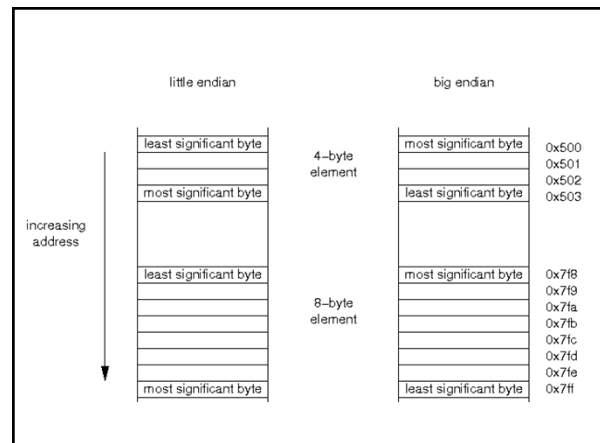 little endian
big endian
least significant byte
most significant byte
0x500
4-byte
element
0x501
0x502
most significant byte
least significant byte
0x503
increasing
address
least significant byte
most significant byte
0x7f8
0x7f9
8-byte
element
0x7fa
0x7fb
0x7fc
0x7fd
0x7fe
most significant byte
least significant byte
0x7ff